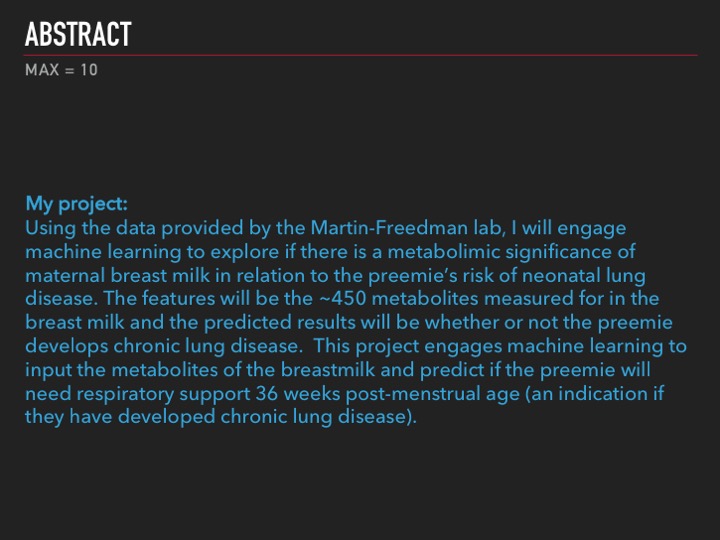 ABSTRACT
MAX = 10
My project:
Using the data provided by the Martin-Freedman lab, I will engage
machine learning to explore if there is a metabolimic significance of
maternal breast milk in relation to the preemie’s risk of neonatal lung
disease. The features will be the ~450 metabolites measured for in the
breast milk and the predicted results will be whether or not the preemie
develops chronic lung disease.  This project engages machine learning to
input the metabolites of the breastmilk and predict if the preemie will
need respiratory support 36 weeks post-menstrual age (an indication if
they have developed chronic lung disease).